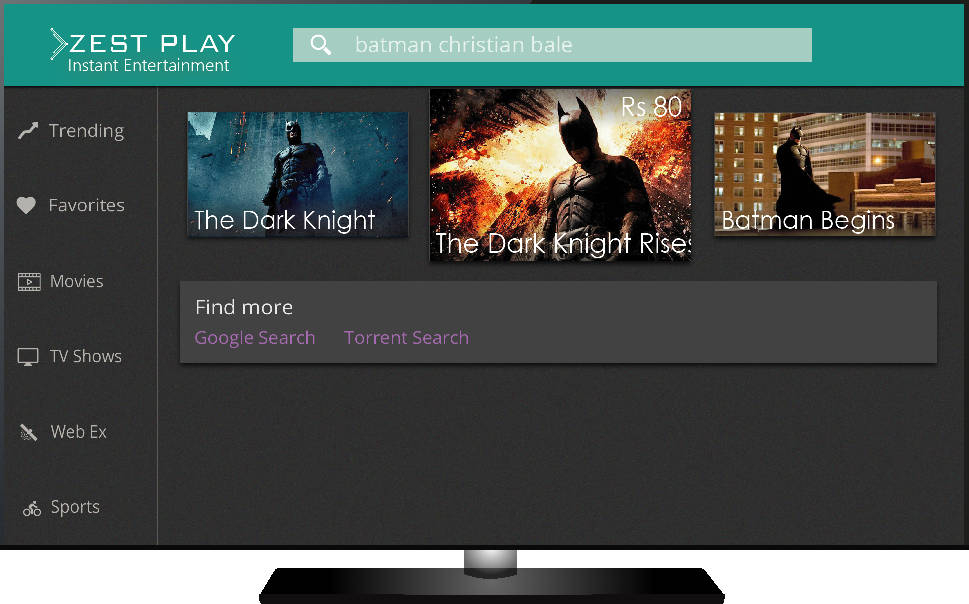 ZEST PLAY
Instant Entertainment
batman christian bale
Trending
Favorites
Movies
TV Shows
Web Ex
Sports
The Dark Knight
Rs 80
The Dark Knight Rises
Batman Begins
Find more
Google Search
Torrent Search